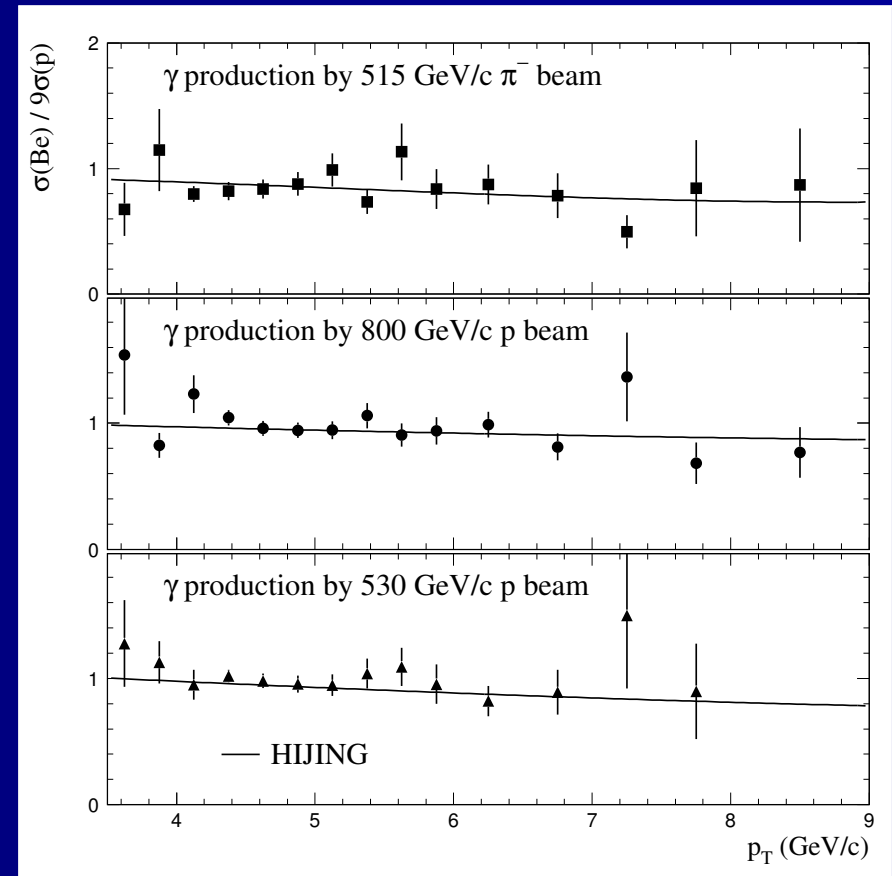 σ(Be) / 9σ(p)
2
γ production by 515 GeV/c π⁻ beam
1
0
γ production by 800 GeV/c p beam
1
0
γ production by 530 GeV/c p beam
1
— HIJING
0
4 5 6 7 8 9
p_T (GeV/c)